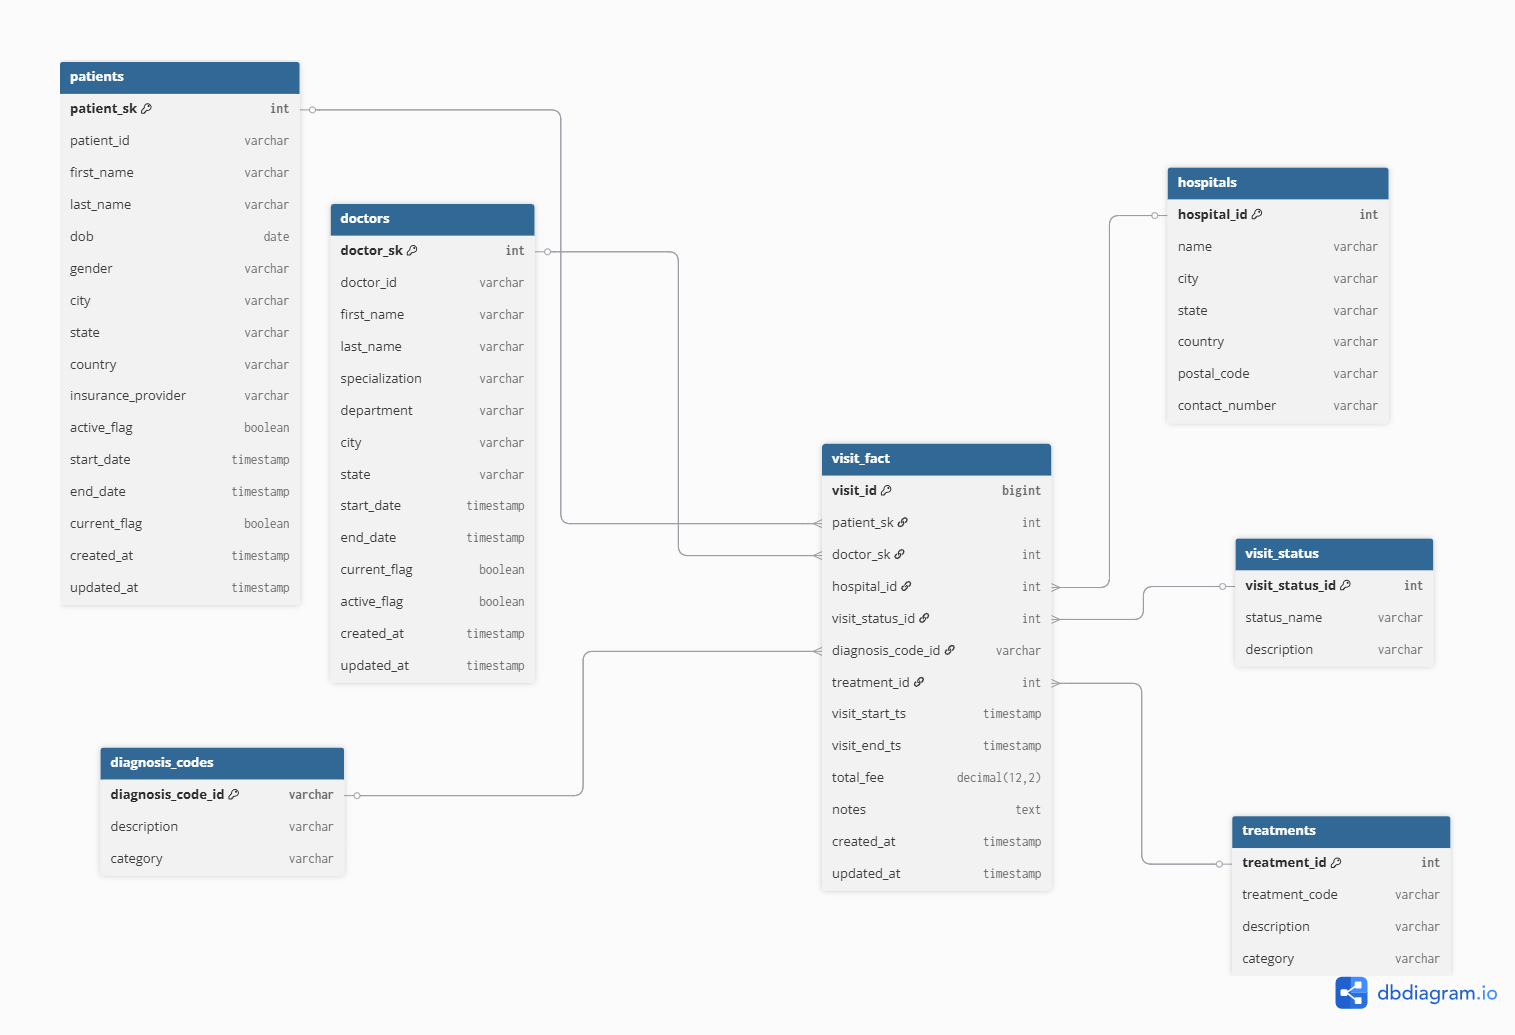 patients
patient_sk int
patient_id varchar
first_name varchar
last_name varchar
dob date
gender varchar
city varchar
state varchar
country varchar
insurance_provider varchar
active_flag boolean
start_date timestamp
end_date timestamp
current_flag boolean
created_at timestamp
updated_at timestamp
doctors
doctor_sk int
doctor_id varchar
first_name varchar
last_name varchar
specialization varchar
department varchar
city varchar
state varchar
start_date timestamp
end_date timestamp
current_flag boolean
active_flag boolean
created_at timestamp
updated_at timestamp
diagnosis_codes
diagnosis_code_id varchar
description varchar
category varchar
visit_fact
visit_id bigint
patient_sk int
doctor_sk int
hospital_id int
visit_status_id int
diagnosis_code_id varchar
treatment_id int
visit_start_ts timestamp
visit_end_ts timestamp
total_fee decimal(12,2)
notes text
created_at timestamp
updated_at timestamp
hospitals
hospital_id int
name varchar
city varchar
state varchar
country varchar
postal_code varchar
contact_number varchar
visit_status
visit_status_id int
status_name varchar
description varchar
treatments
treatment_id int
treatment_code varchar
description varchar
category varchar
dbdiagram.io